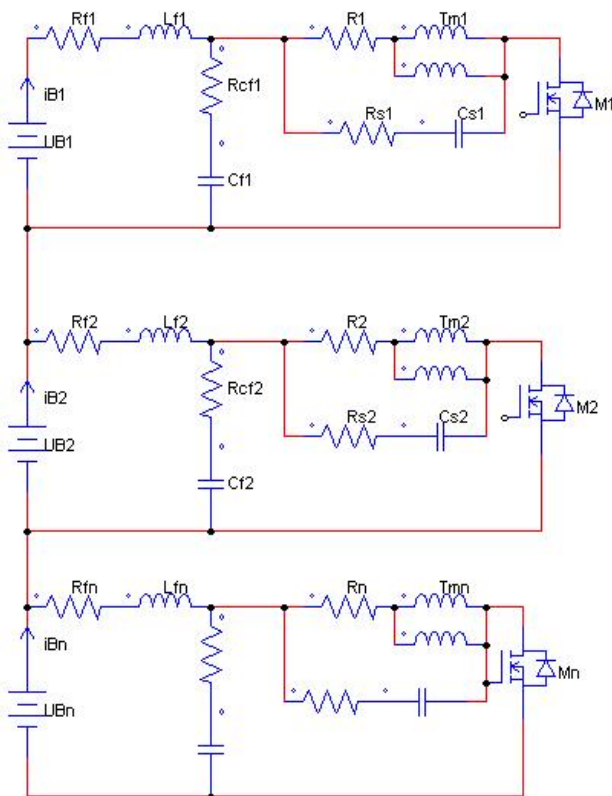 Rf1 Lf1 R1 Tm1
Rcf1
iB1 Rs1 Cs1 M1
UB1
Cf1
Rf2 Lf2 R2 Tm2
Rcf2
iB2 Rs2 Cs2 M2
UB2
Cf2
Rfn Lfn Rn Tmn
iBn Mn
UBn